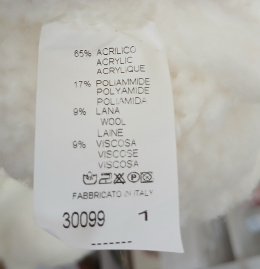 65% ACRILICO
ACRYLIC
ACRYLIQUE
17% POLIAMMIDE
POLYAMIDE
POLIAMIDA
9% LANA
WOOL
LAINE
9% VISCOSA
VISCOSE
VISCOSA
FABBRICATO IN ITALY
30099 1